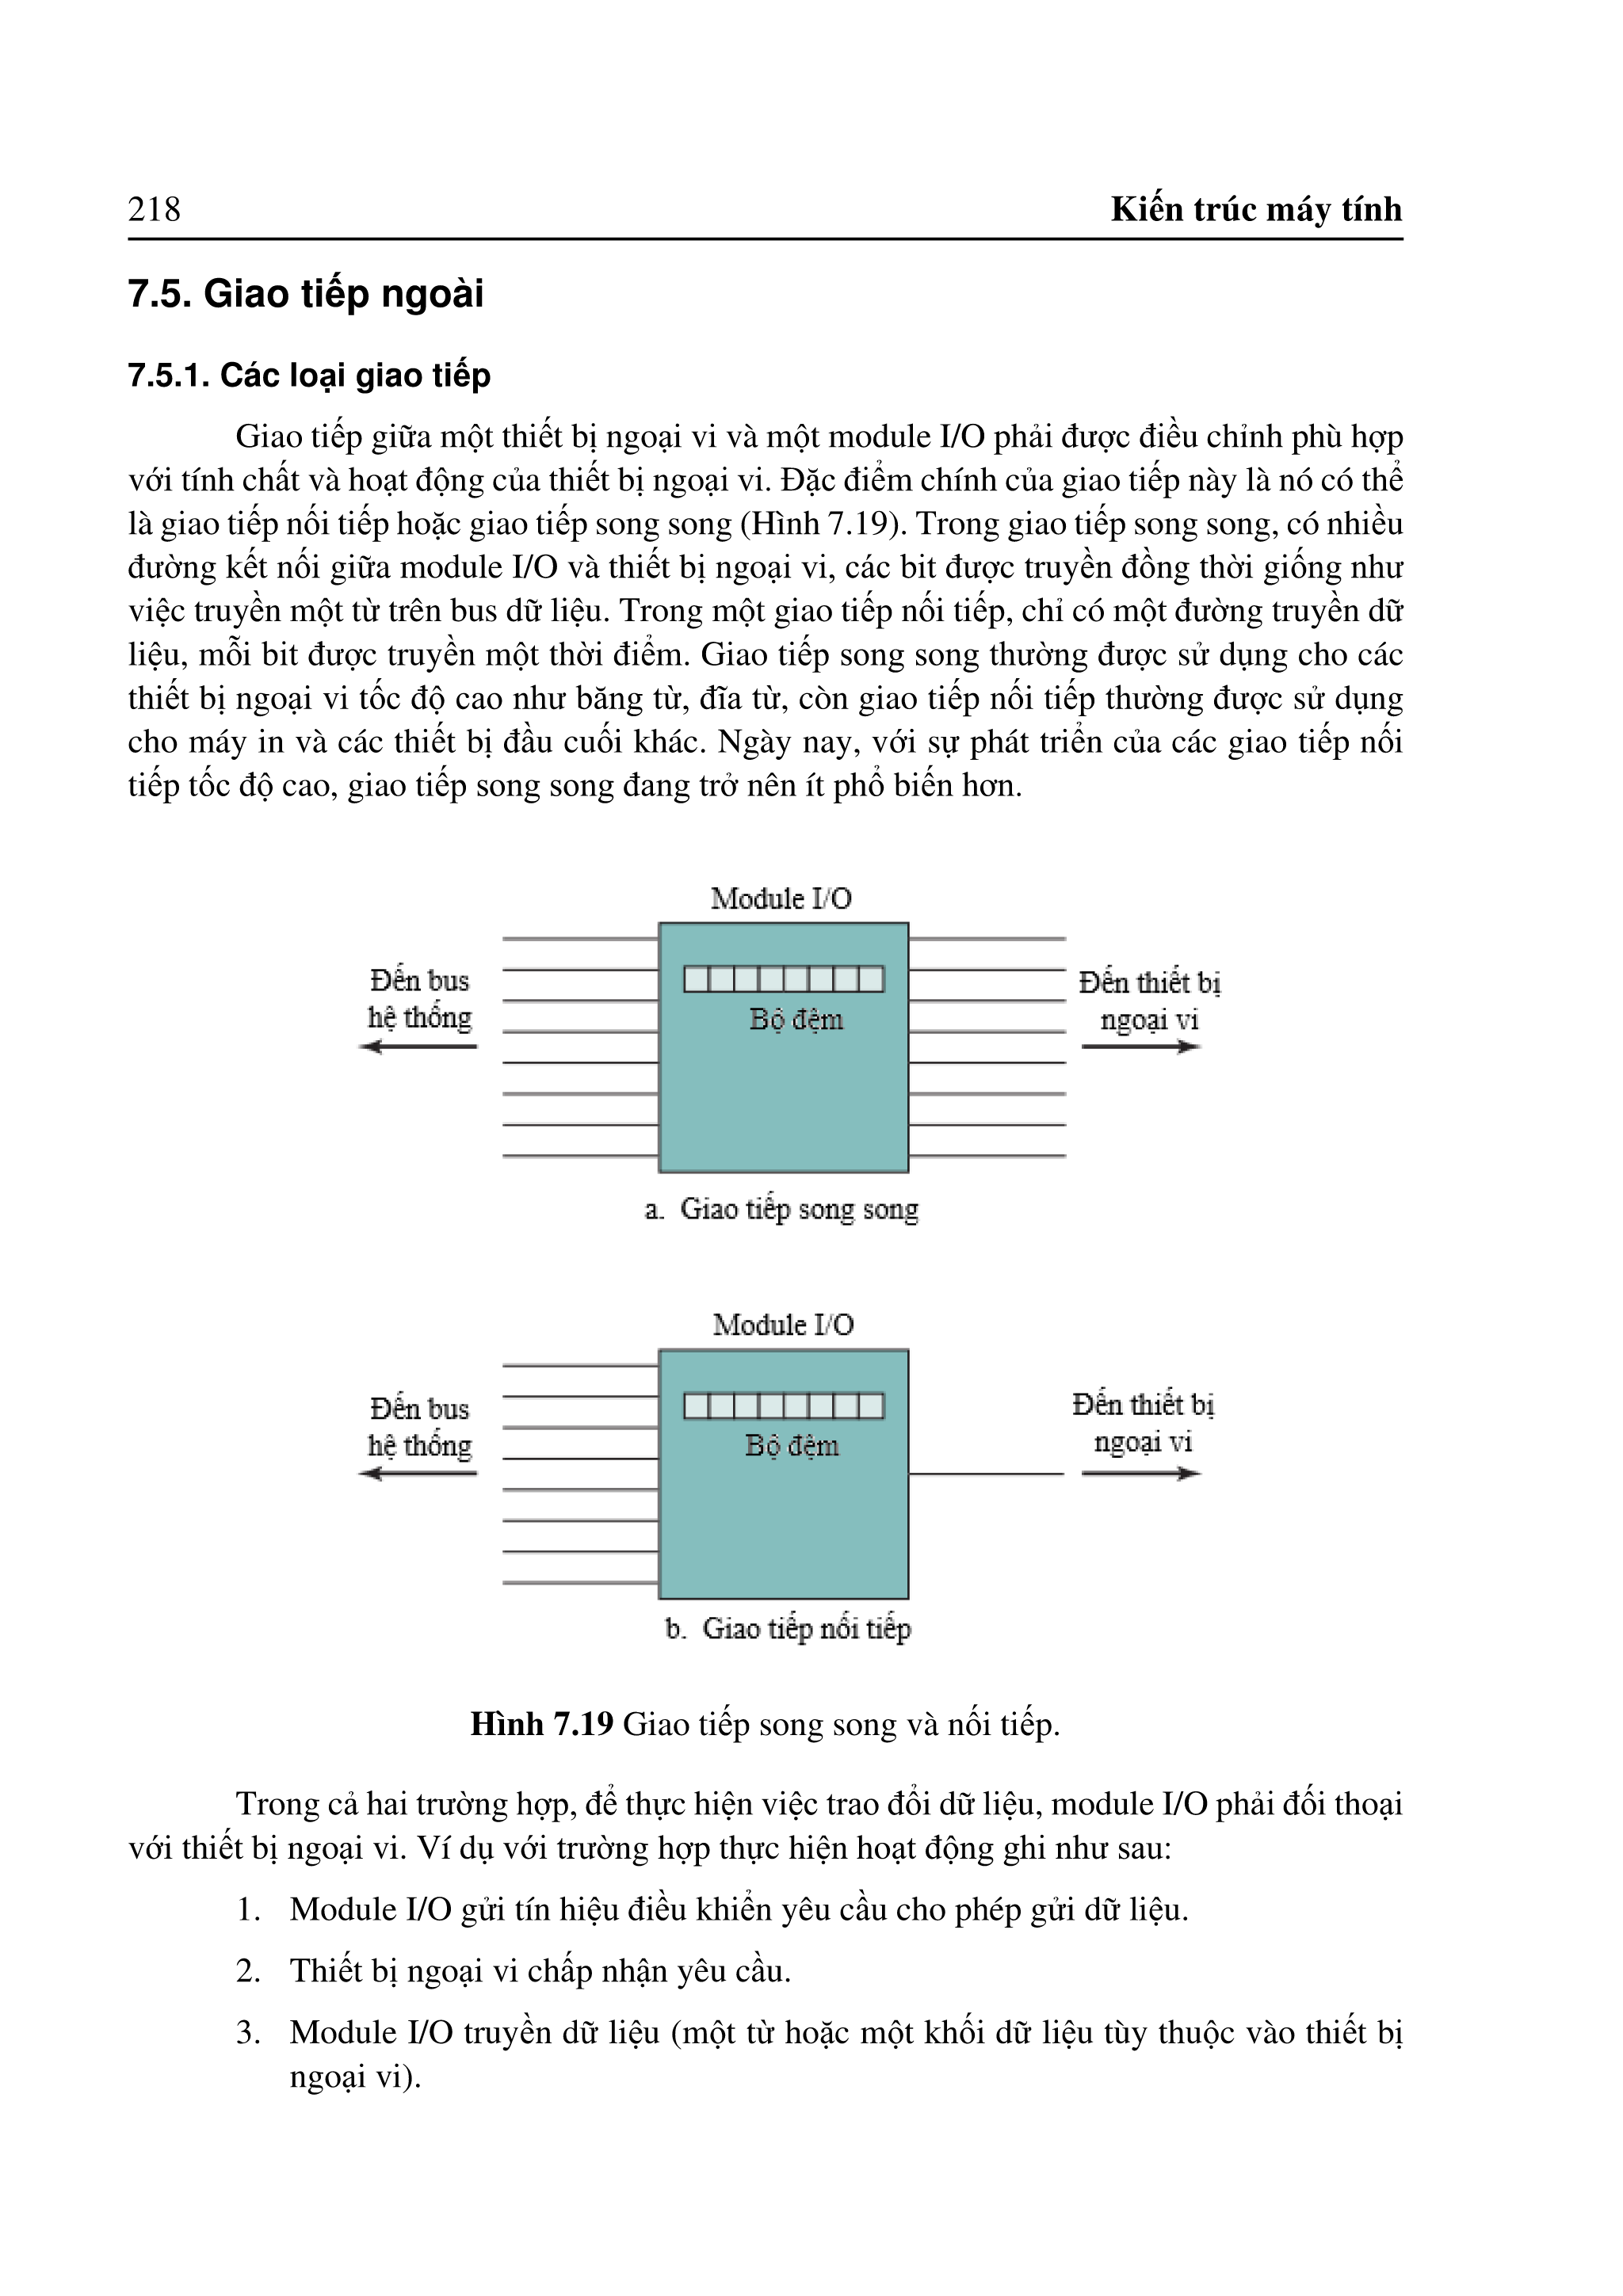 218
Kiến trúc máy tính
7.5. Giao tiếp ngoài
7.5.1. Các loại giao tiếp
Giao tiếp giữa một thiết bị ngoại vi và một module I/O phải được điều chỉnh phù hợp
với tính chất và hoạt động của thiết bị ngoại vi. Đặc điểm chính của giao tiếp này là nó có thể
là giao tiếp nối tiếp hoặc giao tiếp song song (Hình 7.19). Trong giao tiếp song song, có nhiều
đường kết nối giữa module I/O và thiết bị ngoại vi, các bit được truyền đồng thời giống như
việc truyền một từ trên bus dữ liệu. Trong một giao tiếp nối tiếp, chỉ có một đường truyền dữ
liệu, mỗi bit được truyền một thời điểm. Giao tiếp song song thường được sử dụng cho các
thiết bị ngoại vi tốc độ cao như băng từ, đĩa từ, còn giao tiếp nối tiếp thường được sử dụng
cho máy in và các thiết bị đầu cuối khác. Ngày nay, với sự phát triển của các giao tiếp nối
tiếp tốc độ cao, giao tiếp song song đang trở nên ít phổ biến hơn.
Module I/O
Đến bus
hệ thống
Bộ đệm
Đến thiết bị
ngoại vi
a. Giao tiếp song song
Module I/O
Đến bus
hệ thống
Bộ đệm
Đến thiết bị
ngoại vi
b. Giao tiếp nối tiếp
Hình 7.19 Giao tiếp song song và nối tiếp.
Trong cả hai trường hợp, để thực hiện việc trao đổi dữ liệu, module I/O phải đối thoại
với thiết bị ngoại vi. Ví dụ với trường hợp thực hiện hoạt động ghi như sau:
1. Module I/O gửi tín hiệu điều khiển yêu cầu cho phép gửi dữ liệu.
2. Thiết bị ngoại vi chấp nhận yêu cầu.
3. Module I/O truyền dữ liệu (một từ hoặc một khối dữ liệu tùy thuộc vào thiết bị
ngoại vi).